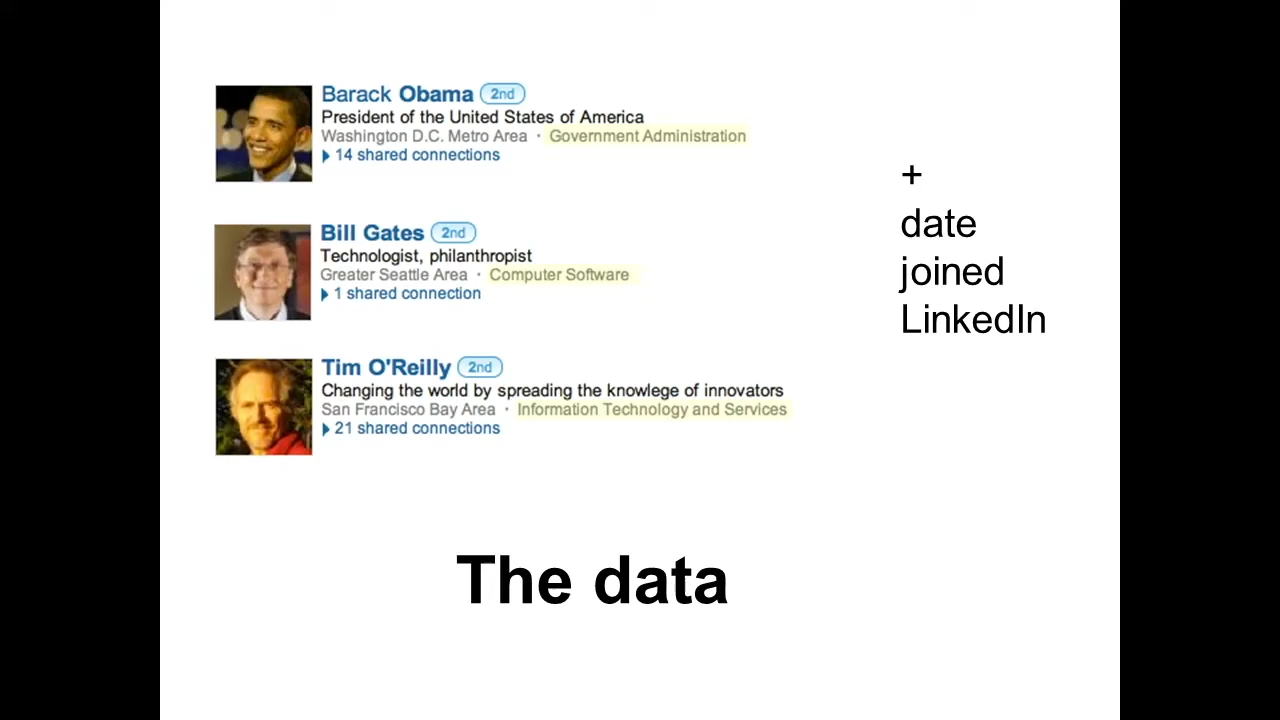 Barack Obama 2nd
President of the United States of America
Washington D.C. Metro Area · Government Administration
14 shared connections
Bill Gates 2nd
Technologist, philanthropist
Greater Seattle Area · Computer Software
1 shared connection
Tim O'Reilly 2nd
Changing the world by spreading the knowlege of innovators
San Francisco Bay Area · Information Technology and Services
21 shared connections
+
date
joined
LinkedIn
The data